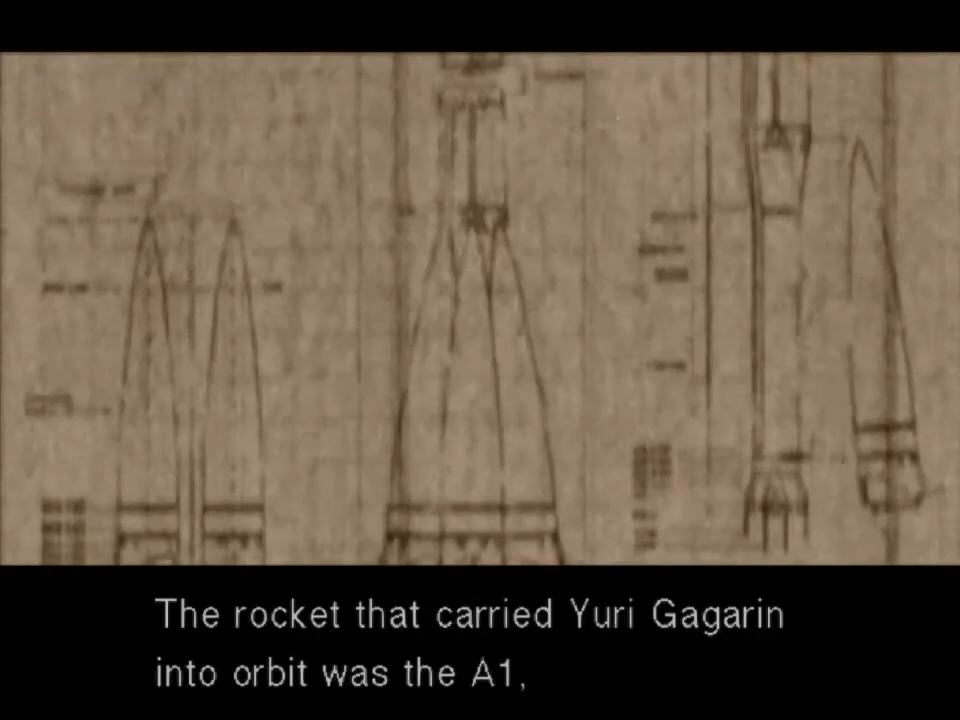 The rocket that carried Yuri Gagarin
into orbit was the A1,